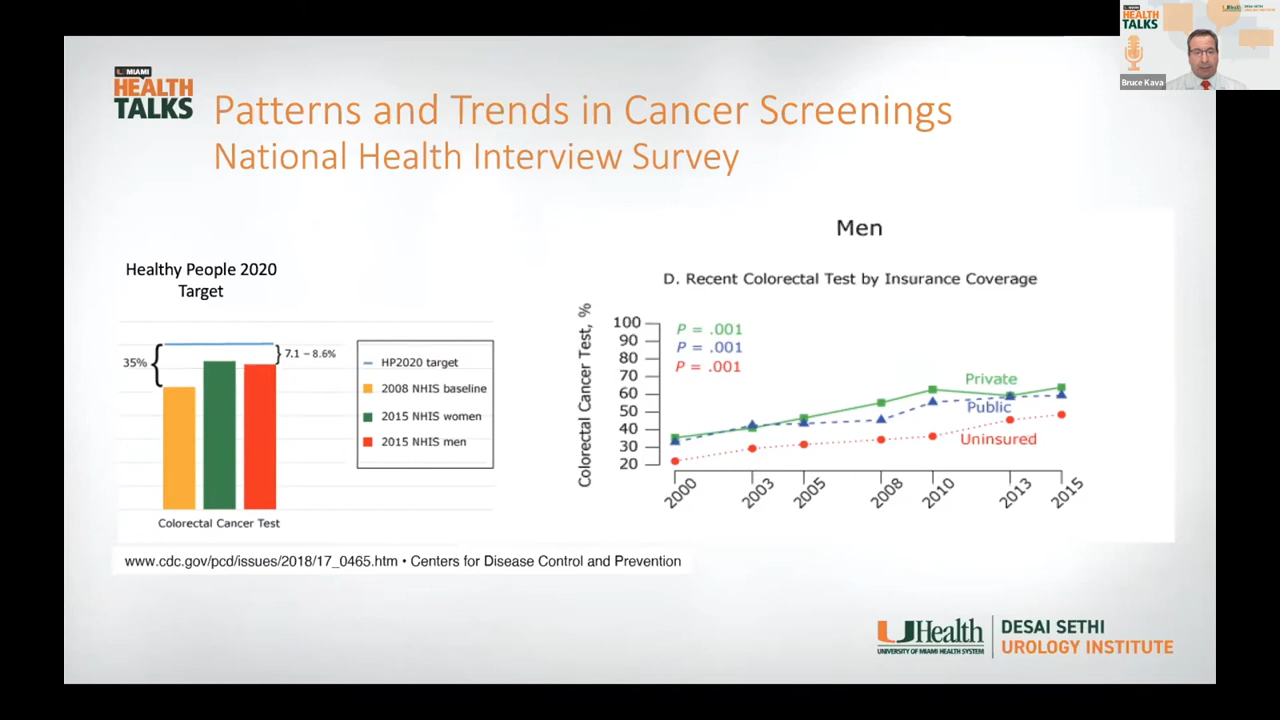 MIAMI
HEALTH
TALKS
Patterns and Trends in Cancer Screenings
National Health Interview Survey
HEALTH
TALKS
Bruce Kava
Healthy People 2020
Target
35%
7.1 – 8.6%
HP2020 target
2008 NHIS baseline
2015 NHIS women
2015 NHIS men
Colorectal Cancer Test
Men
D. Recent Colorectal Test by Insurance Coverage
Colorectal Cancer Test, %
100
90
80
70
60
50
40
30
20
P = .001
P = .001
P = .001
Private
Public
Uninsured
2000
2003
2005
2008
2010
2013
2015
www.cdc.gov/pcd/issues/2018/17_0465.htm • Centers for Disease Control and Prevention
UHealth
UNIVERSITY OF MIAMI HEALTH SYSTEM
DESAI SETHI
UROLOGY INSTITUTE